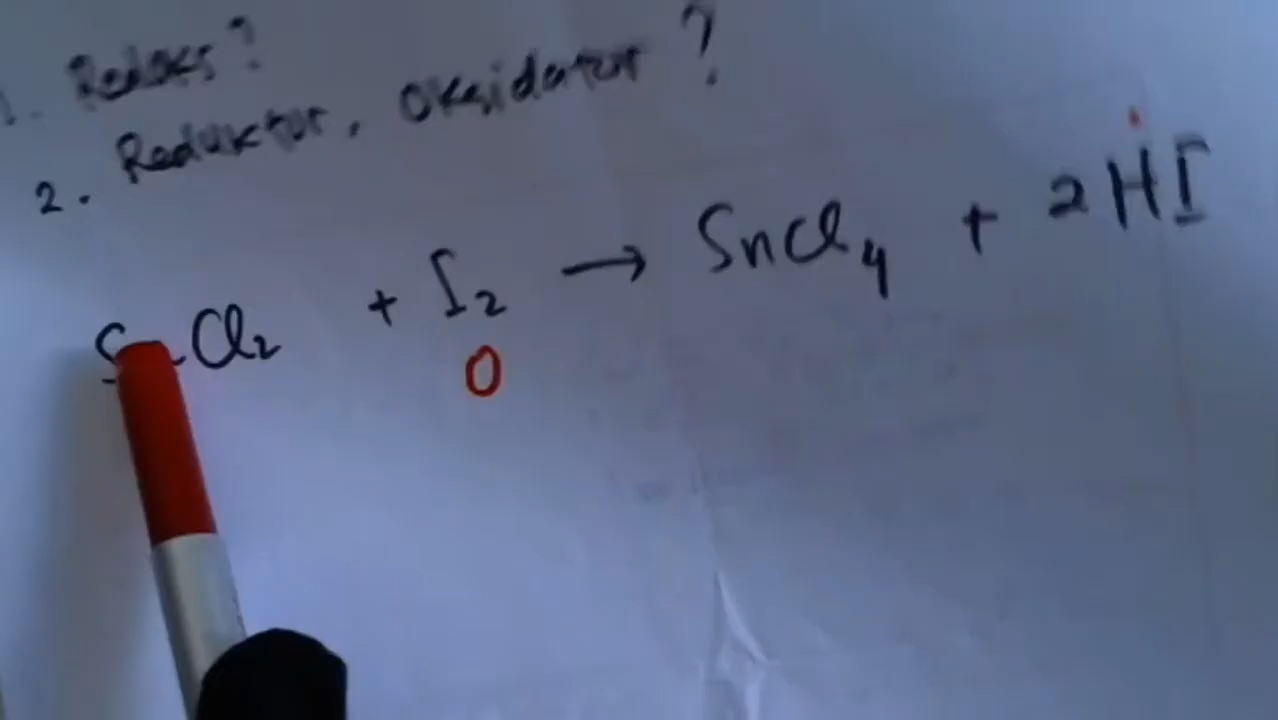 1. Redoks?
2. Reduktor, Oksidator?
Cl₂ + I₂ → SnCl₄ + 2HI
0